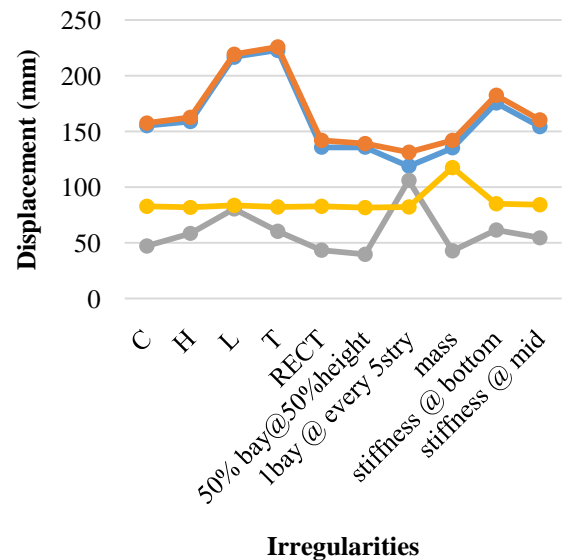 Displacement (mm)
250
200
150
100
50
0
C
H
L
T
RECT
50% bay@50%height
1bay @ every 5stry
mass
stiffness @ bottom
stiffness @ mid
Irregularities